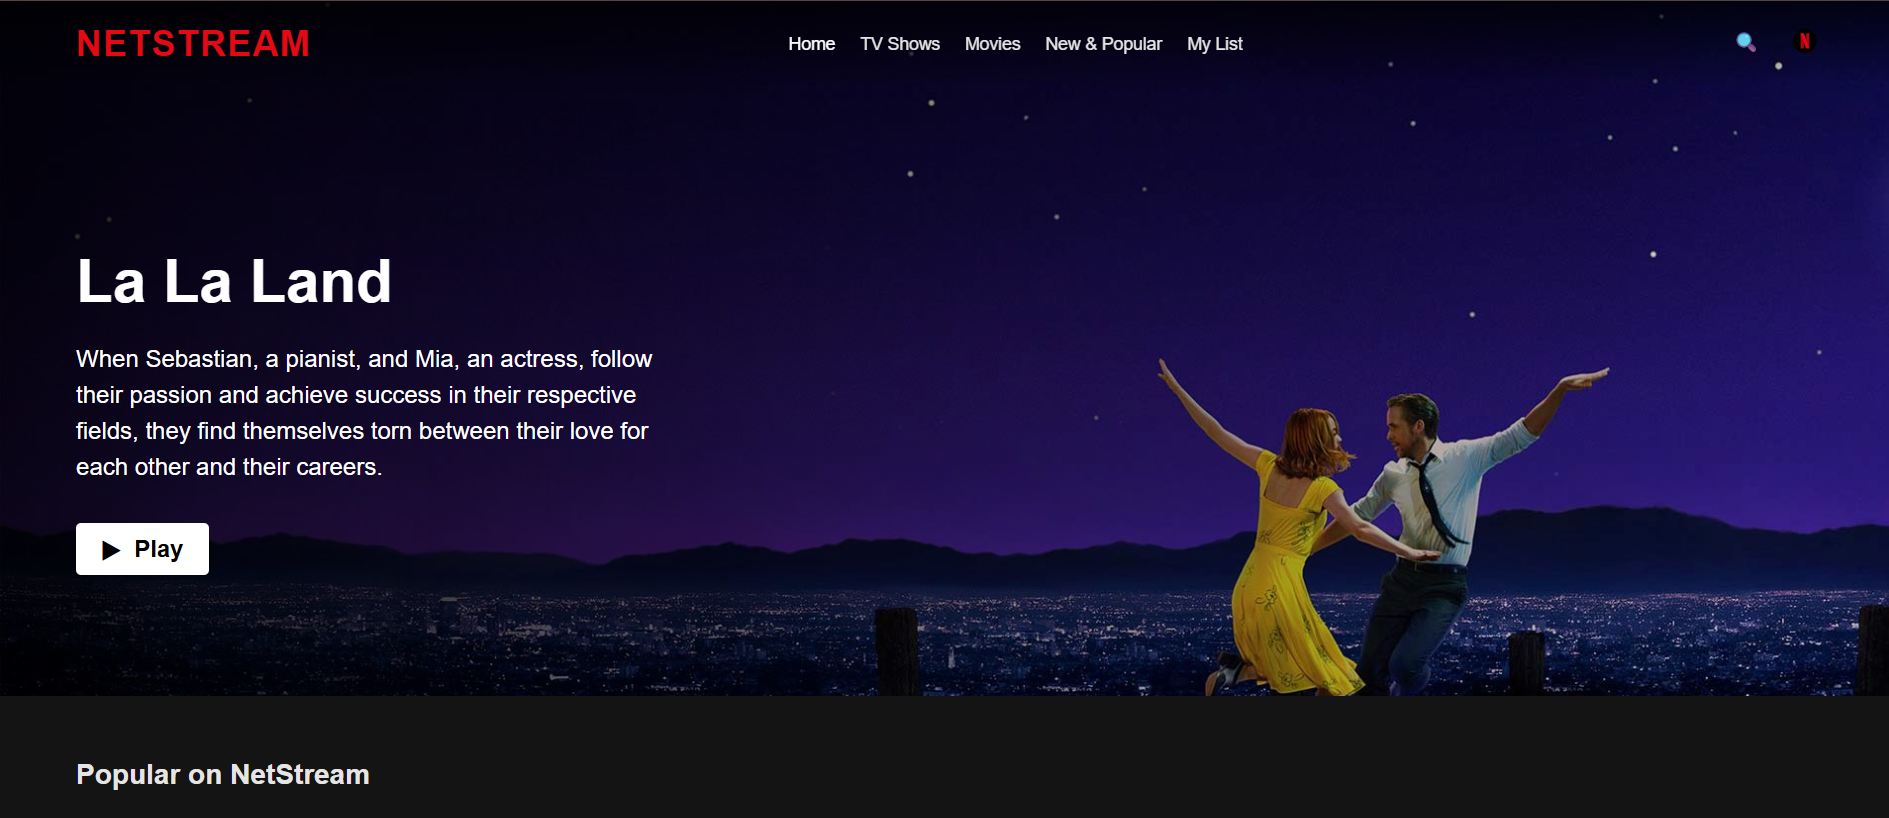 NETSTREAM
Home TV Shows Movies New & Popular My List
N
La La Land
When Sebastian, a pianist, and Mia, an actress, follow
their passion and achieve success in their respective
fields, they find themselves torn between their love for
each other and their careers.
Play
Popular on NetStream